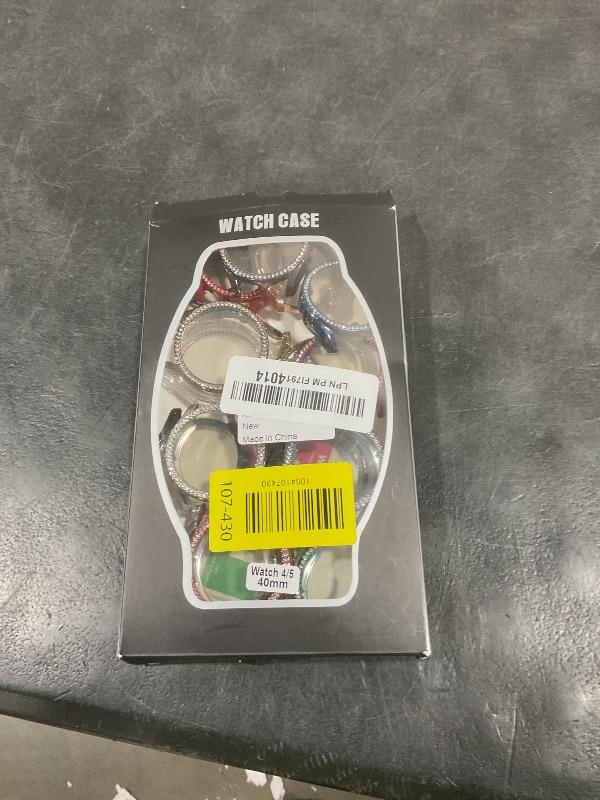 WATCH CASE
LPN PM FI7914014
New
Made in China
1064107430
107-430
Watch 4/5
40mm